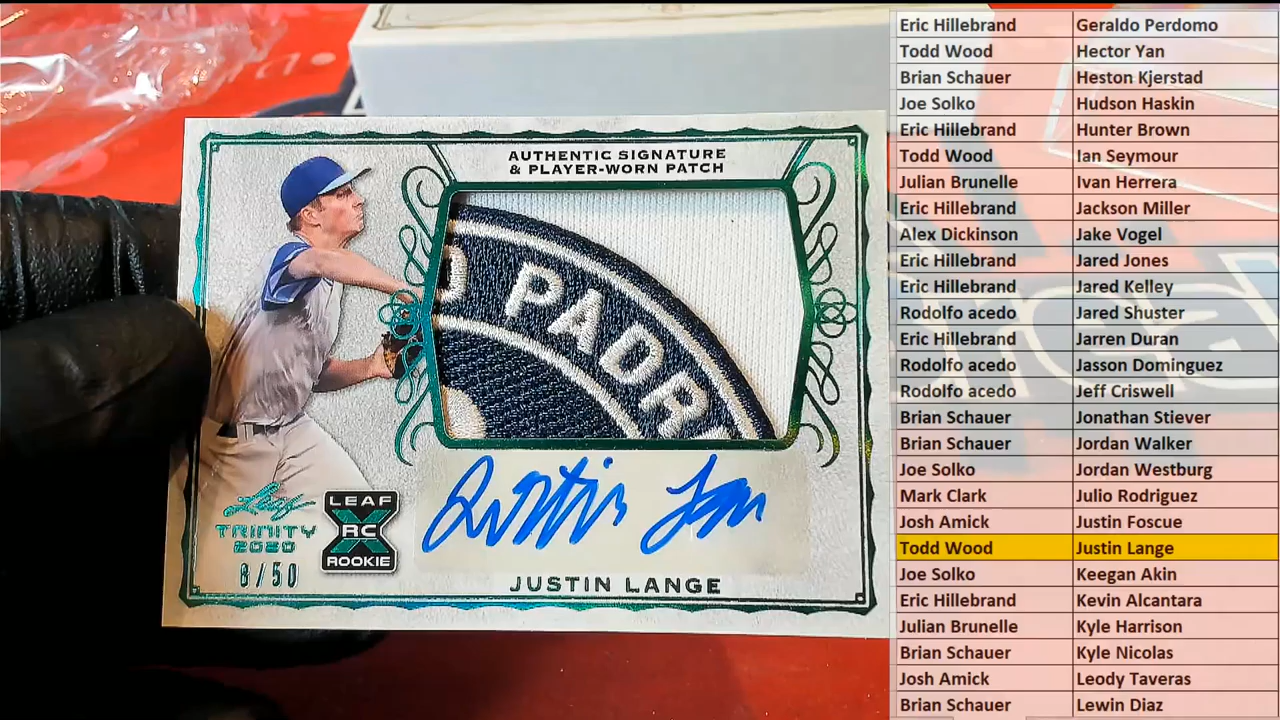 AUTHENTIC SIGNATURE
& PLAYER-WORN PATCH
O PADR
Leaf
TRINITY
2020
8/50
LEAF
X
RC
ROOKIE
Justin Lan
JUSTIN LANGE
Eric Hillebrand Geraldo Perdomo
Todd Wood Hector Yan
Brian Schauer Heston Kjerstad
Joe Solko Hudson Haskin
Eric Hillebrand Hunter Brown
Todd Wood Ian Seymour
Julian Brunelle Ivan Herrera
Eric Hillebrand Jackson Miller
Alex Dickinson Jake Vogel
Eric Hillebrand Jared Jones
Eric Hillebrand Jared Kelley
Rodolfo acedo Jared Shuster
Eric Hillebrand Jarren Duran
Rodolfo acedo Jasson Dominguez
Rodolfo acedo Jeff Criswell
Brian Schauer Jonathan Stiever
Brian Schauer Jordan Walker
Joe Solko Jordan Westburg
Mark Clark Julio Rodriguez
Josh Amick Justin Foscue
Todd Wood Justin Lange
Joe Solko Keegan Akin
Eric Hillebrand Kevin Alcantara
Julian Brunelle Kyle Harrison
Brian Schauer Kyle Nicolas
Josh Amick Leody Taveras
Brian Schauer Lewin Diaz